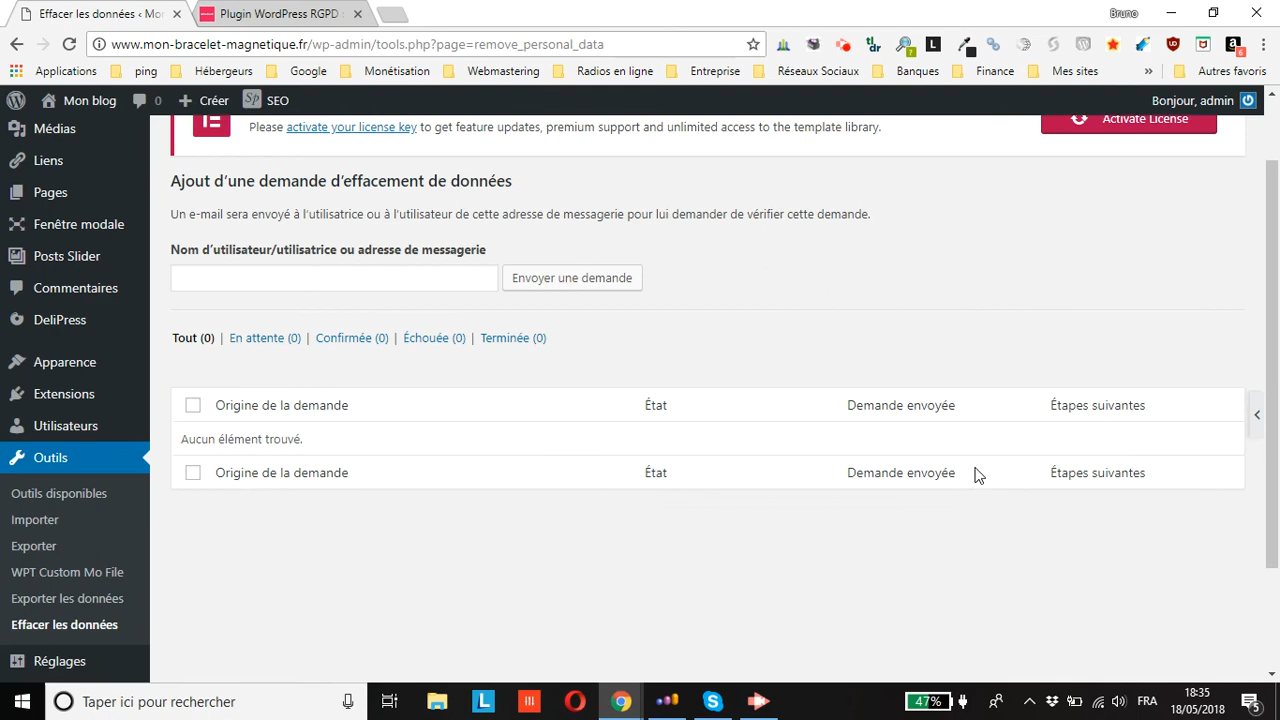 Effacer les données ‹ Mon
Plugin WordPress RGPD
Bruno
www.mon-bracelet-magnetique.fr/wp-admin/tools.php?page=remove_personal_data
tl;dr
7
L
6
Applications
ping
Hébergeurs
Google
Monétisation
Webmastering
Radios en ligne
Entreprise
Réseaux Sociaux
Banques
Finance
Mes sites
»
Autres favoris
Mon blog
0
Créer
Sp
SEO
Bonjour, admin
Médias
Liens
Pages
Fenêtre modale
Posts Slider
Commentaires
DeliPress
Apparence
Extensions
Utilisateurs
Outils
Outils disponibles
Importer
Exporter
WPT Custom Mo File
Exporter les données
Effacer les données
Réglages
Please activate your license key to get feature updates, premium support and unlimited access to the template library.
Activate License
Ajout d'une demande d'effacement de données
Un e-mail sera envoyé à l'utilisatrice ou à l'utilisateur de cette adresse de messagerie pour lui demander de vérifier cette demande.
Nom d'utilisateur/utilisatrice ou adresse de messagerie
Envoyer une demande
Tout (0) | En attente (0) | Confirmée (0) | Échouée (0) | Terminée (0)
Origine de la demande État Demande envoyée Étapes suivantes
Aucun élément trouvé.
Origine de la demande État Demande envoyée Étapes suivantes
Taper ici pour rechercher
L
47%
FRA
18:35
18/05/2018
5